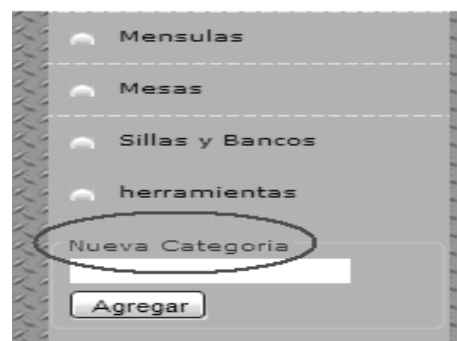 Mensulas
Mesas
Sillas y Bancos
herramientas
Nueva Categoria
Agregar